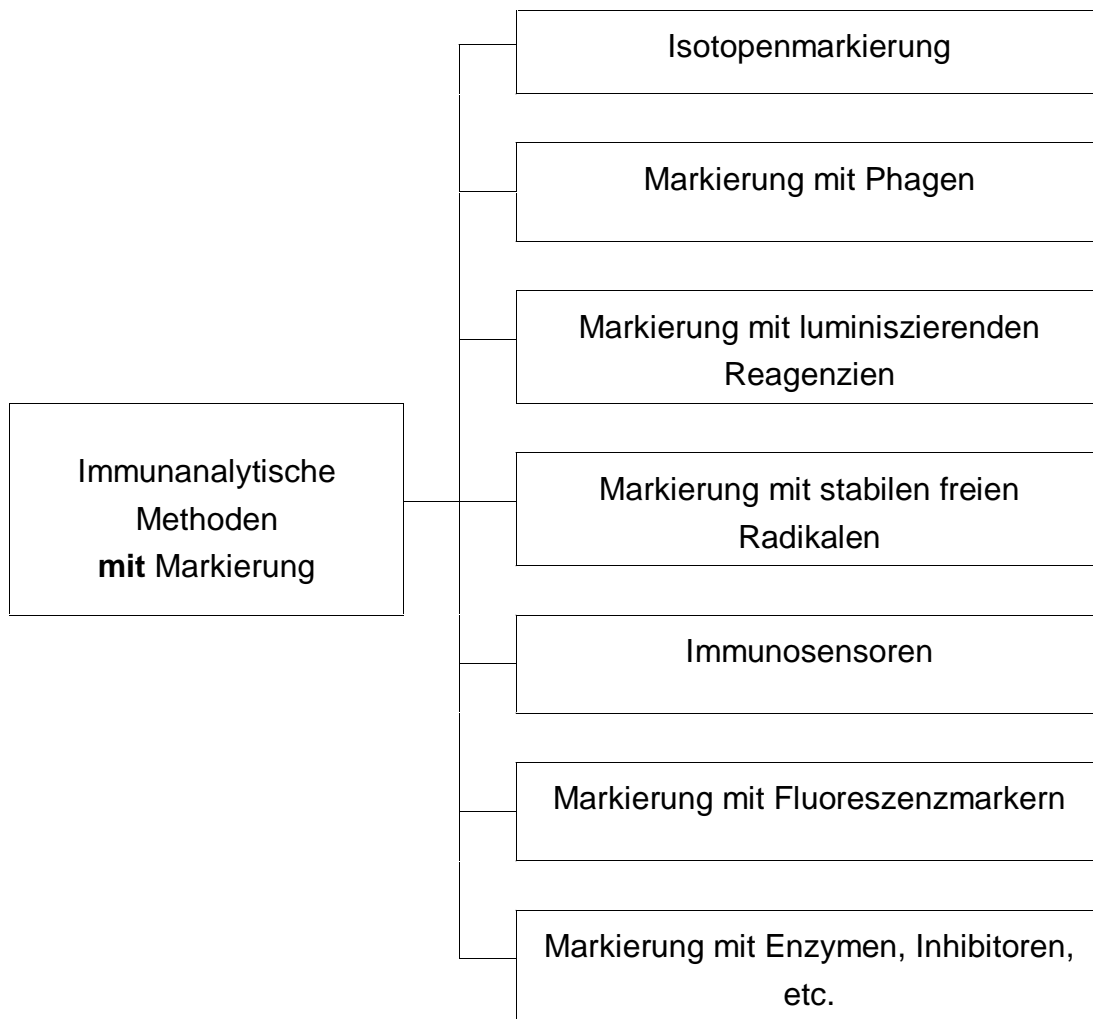 Isotopenmarkierung
Markierung mit Phagen
Markierung mit luminiszierenden
Reagenzien
Immunanalytische
Methoden
mit Markierung
Markierung mit stabilen freien
Radikalen
Immunosensoren
Markierung mit Fluoreszenzmarkern
Markierung mit Enzymen, Inhibitoren,
etc.